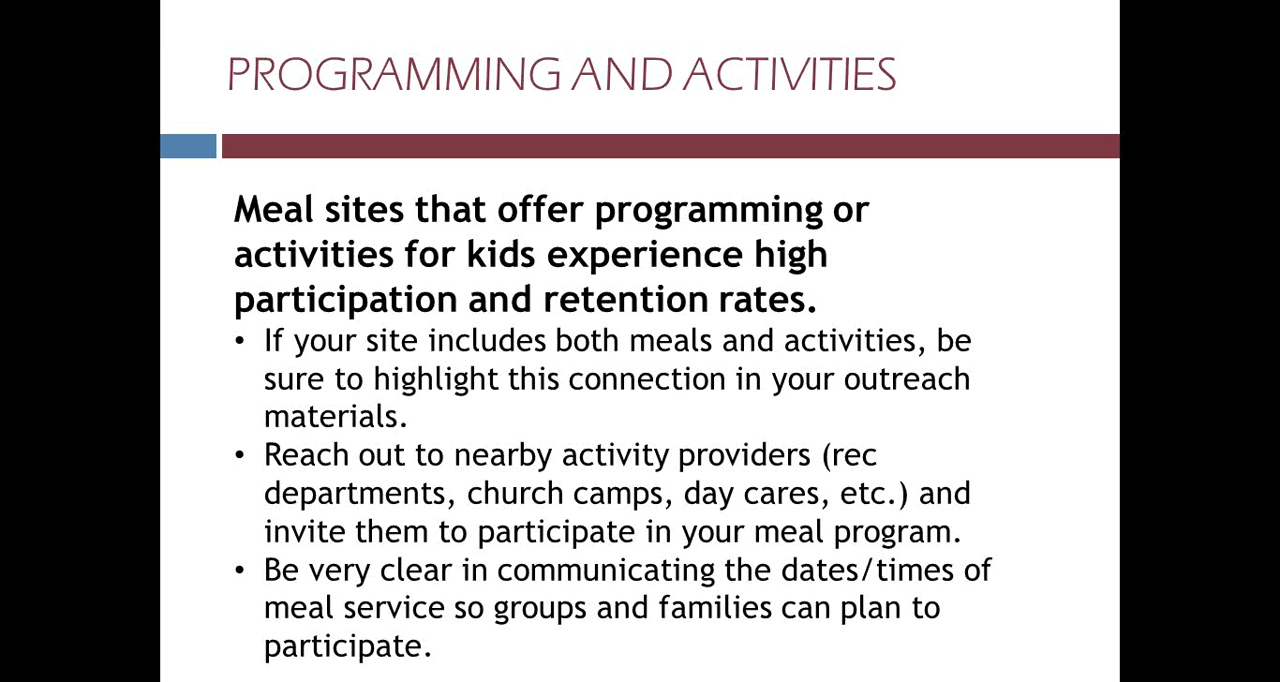 PROGRAMMING AND ACTIVITIES
Meal sites that offer programming or
activities for kids experience high
participation and retention rates.
• If your site includes both meals and activities, be
sure to highlight this connection in your outreach
materials.
• Reach out to nearby activity providers (rec
departments, church camps, day cares, etc.) and
invite them to participate in your meal program.
• Be very clear in communicating the dates/times of
meal service so groups and families can plan to
participate.